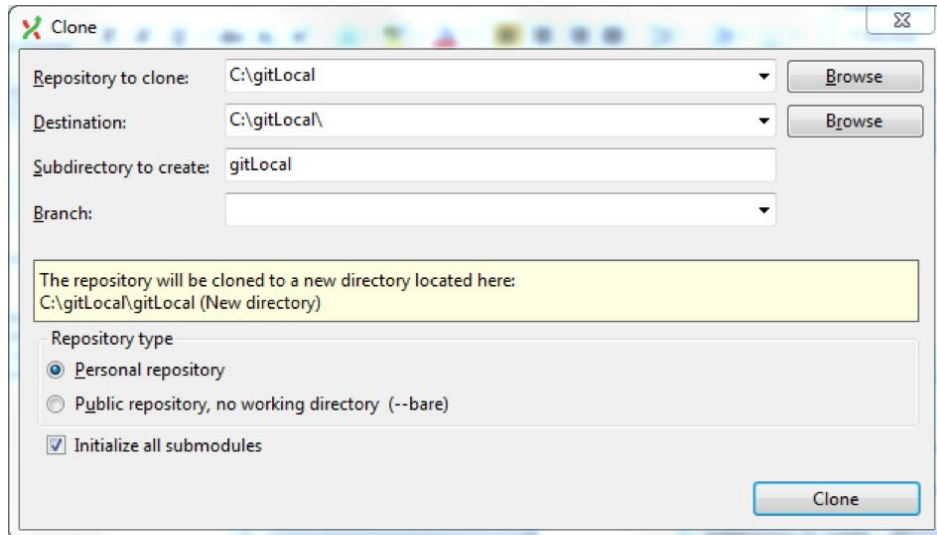 Clone
Repository to clone: C:\gitLocal Browse
Destination: C:\gitLocal\ Browse
Subdirectory to create: gitLocal
Branch:
The repository will be cloned to a new directory located here:
C:\gitLocal\gitLocal (New directory)
Repository type
Personal repository
Public repository, no working directory (--bare)
Initialize all submodules
Clone